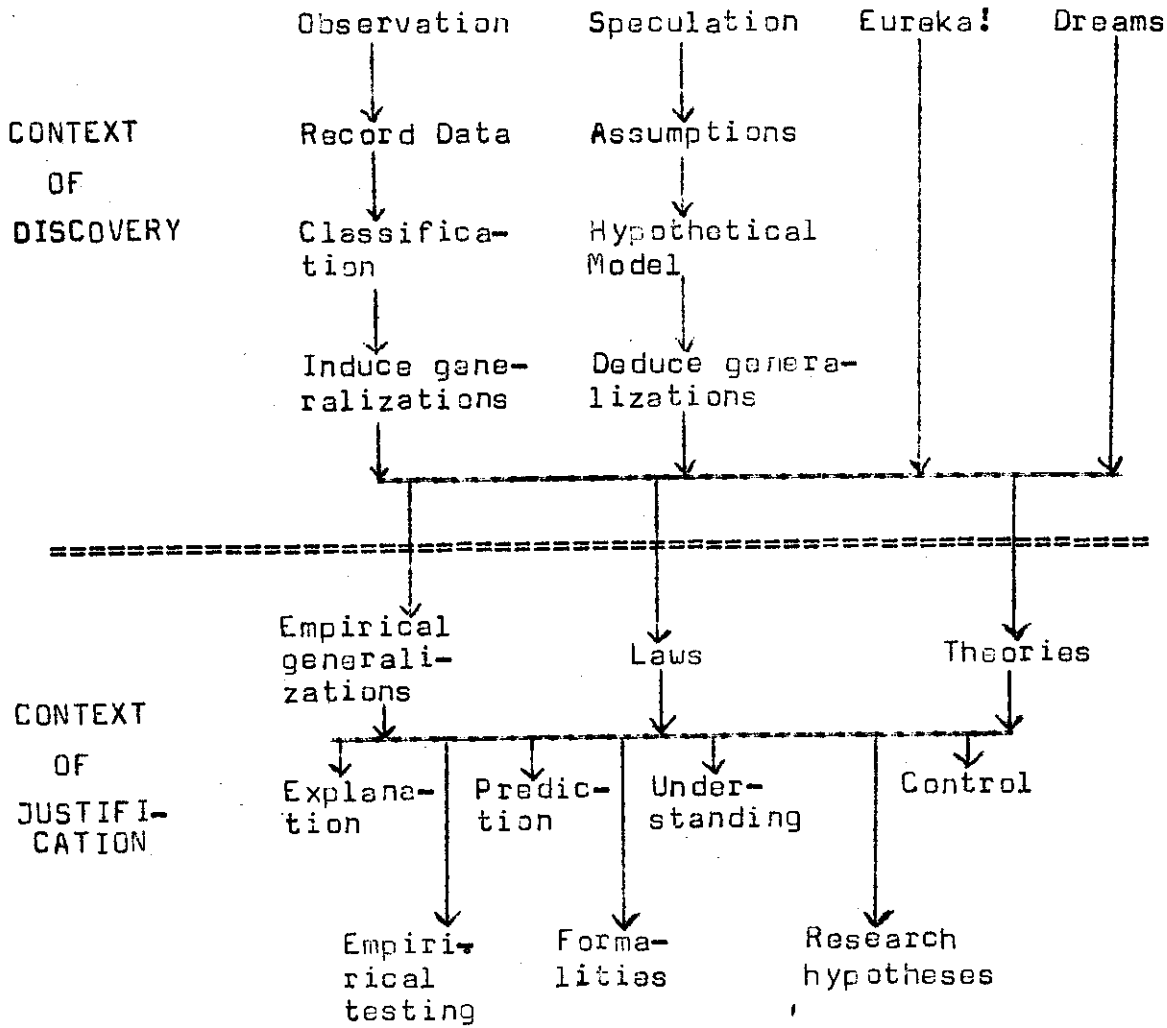 Observation Speculation Eureka! Dreams
CONTEXT Record Data Assumptions
OF
DISCOVERY Classifica- Hypothetical
tion Model
Induce gene- Deduce genera-
ralizations lizations
Empirical
generali- Laws Theories
zations
CONTEXT
OF
JUSTIFI-
CATION
Explana- Predic- Under- Control
tion tion standing
Empiri- Forma- Research
rical lities hypotheses
testing